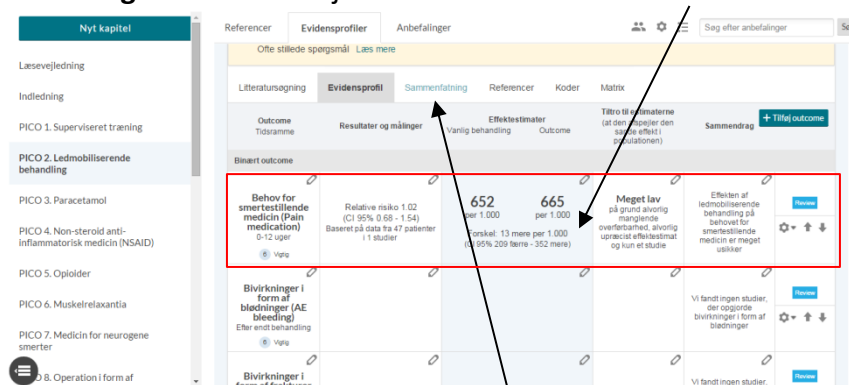 Nyt kapitel
Læsevejledning
Indledning
PICO 1. Superviseret træning
PICO 2. Ledmobiliserende
behandling
PICO 3. Paracetamol
PICO 4. Non-steroid anti-
inflammatorisk medicin (NSAID)
PICO 5. Opioider
PICO 6. Muskelrelaxantia
PICO 7. Medicin for neurogene
smerter
8. Operation i form af
Referencer Evidensprofiler Anbefalinger
Søg efter anbefalinger
Ofte stillede spørgsmål Læs mere
Litteratursøgning Evidensprofil Sammenfatning Referencer Koder Matrix
Outcome
Tidsramme
Resultater og målinger
Effektestimater
Vanlig behandling Outcome
Tiltro til estimaterne
(at den afspejler den
sande effekt i
populationen)
Sammendrag
+ Tilføj outcome
Binært outcome
Behov for
smertestillende
medicin (Pain
medication)
0-12 uger
6 Vigtig
Relative risiko 1.02
(CI 95% 0.68 - 1.54)
Baseret på data fra 47 patienter
i 1 studier
652 665
per 1.000 per 1.000
Forskel: 13 mere per 1.000
(CI 95% 209 færre - 352 mere)
Meget lav
på grund alvorlig
manglende
overførbarhed, alvorlig
upræcist effektestimat
og kun et studie
Effekten af
ledmobiliserende
behandling på
behovet for
smertestillende
medicin er meget
usikker
Review
Bivirkninger i
form af
blødninger (AE
bleeding)
Efter endt behandling
6 Vigtig
Vi fandt ingen studier,
der opgjorde
bivirkninger i form af
blødninger
Review
Bivirkninger i
form af frakturer
Vi fandt ingen studier,
Review